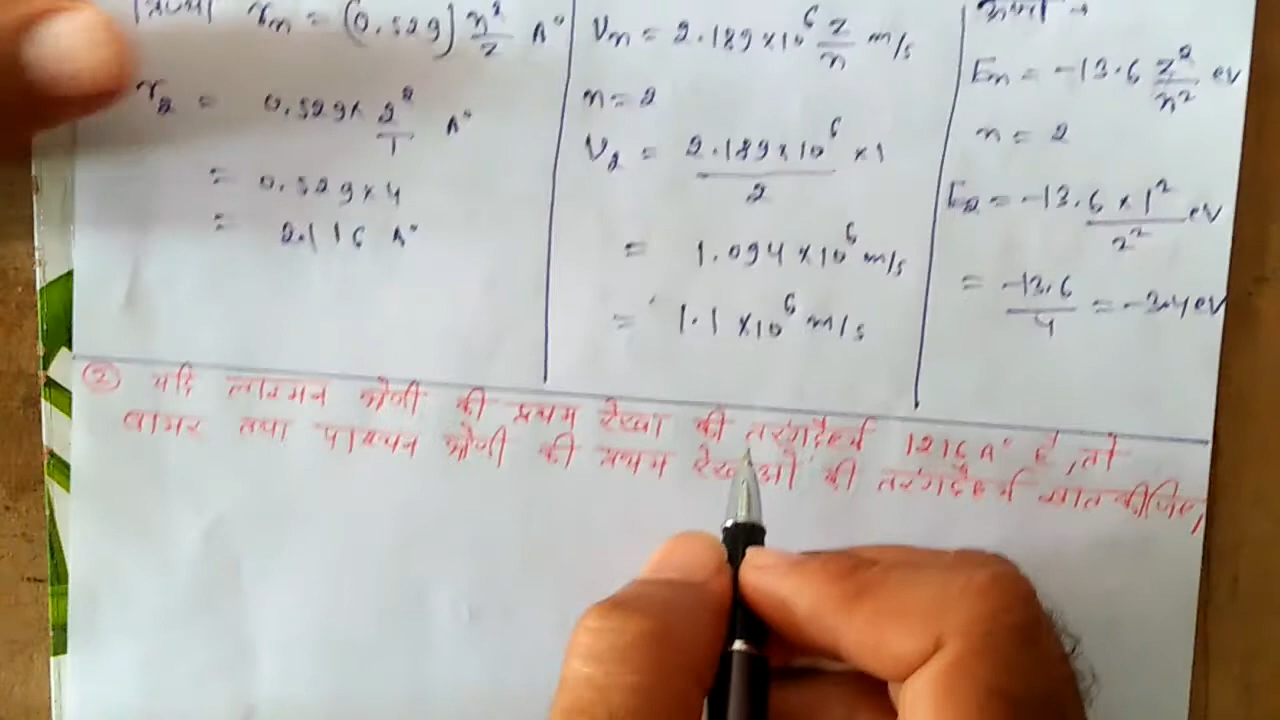 त्रिज्या rn = (0.529) n²/z A°
r2 = 0.529× 2²/1 A°
= 0.529×4
= 2.116 A°
Vn = 2.189×10⁶ z/n m/s
n=2
V2 = 2.189×10⁶/2 ×1
= 1.094×10⁶ m/s
= 1.1×10⁶ m/s
ऊर्जा →
En = -13.6 z²/n² ev
n = 2
E2 = -13.6×1²/2² ev
= -13.6/4 = -3.4ev
② यदि लाइमन श्रेणी की प्रथम रेखा की तरंगदैर्ध्य 1216A° है, तो
बामर तथा पाश्चन श्रेणी की प्रथम रेखाओं की तरंगदैर्ध्य ज्ञात कीजिए,